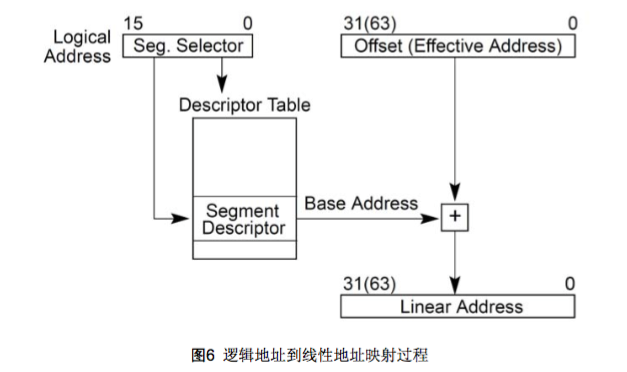 15 0
31(63) 0
Logical Address
Seg. Selector
Offset (Effective Address)
Descriptor Table
Segment Descriptor
Base Address
+
31(63) 0
Linear Address
图6 逻辑地址到线性地址映射过程